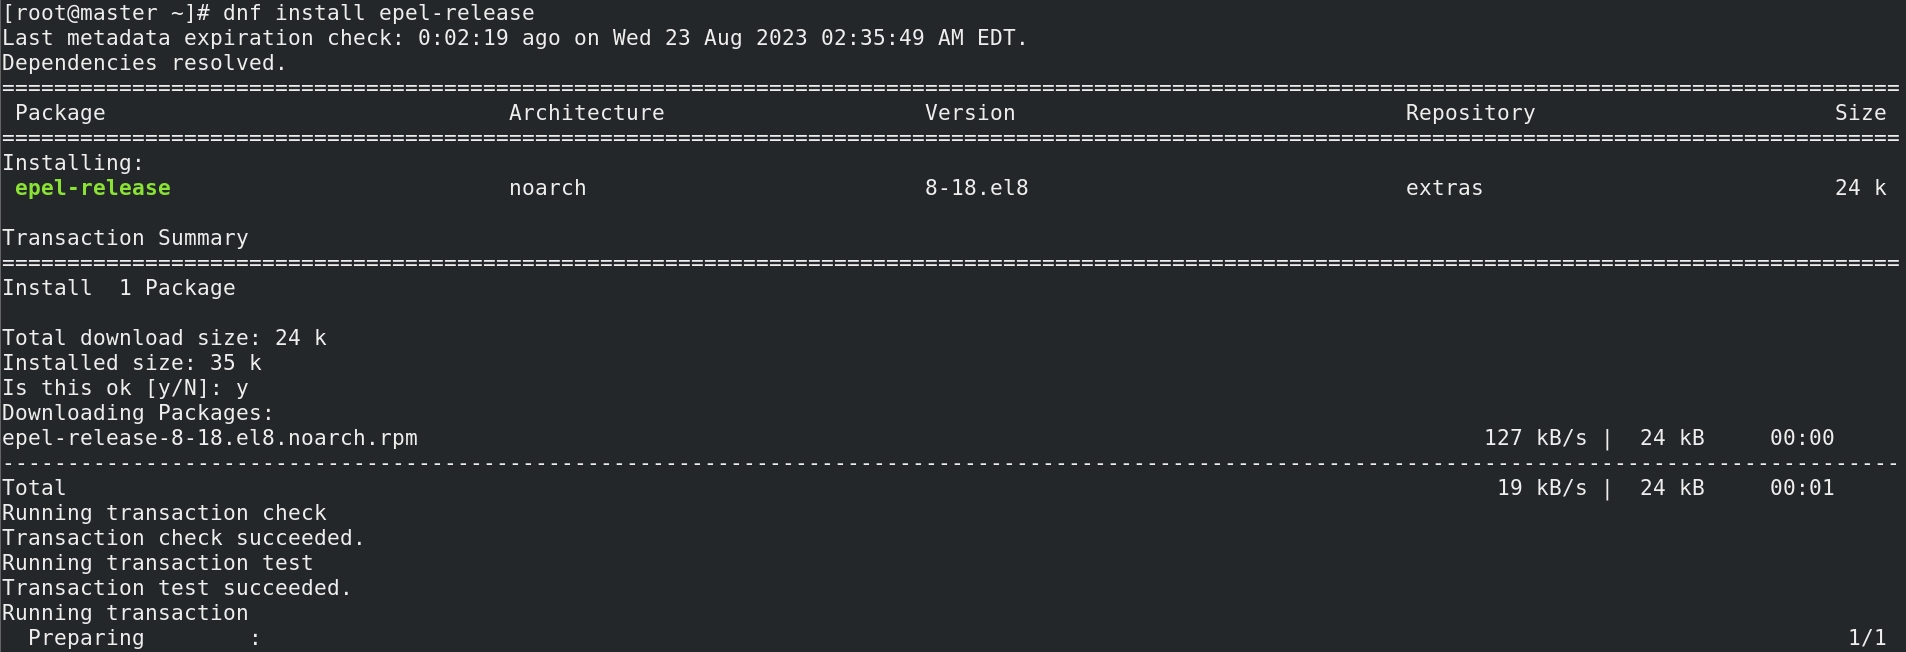 [root@master ~]# dnf install epel-release
Last metadata expiration check: 0:02:19 ago on Wed 23 Aug 2023 02:35:49 AM EDT.
Dependencies resolved.
================================================================================
Package Architecture Version Repository Size
================================================================================
Installing:
epel-release noarch 8-18.el8 extras 24 k
Transaction Summary
================================================================================
Install  1 Package
Total download size: 24 k
Installed size: 35 k
Is this ok [y/N]: y
Downloading Packages:
epel-release-8-18.el8.noarch.rpm 127 kB/s |  24 kB 00:00
--------------------------------------------------------------------------------
Total 19 kB/s |  24 kB 00:01
Running transaction check
Transaction check succeeded.
Running transaction test
Transaction test succeeded.
Running transaction
Preparing : 1/1